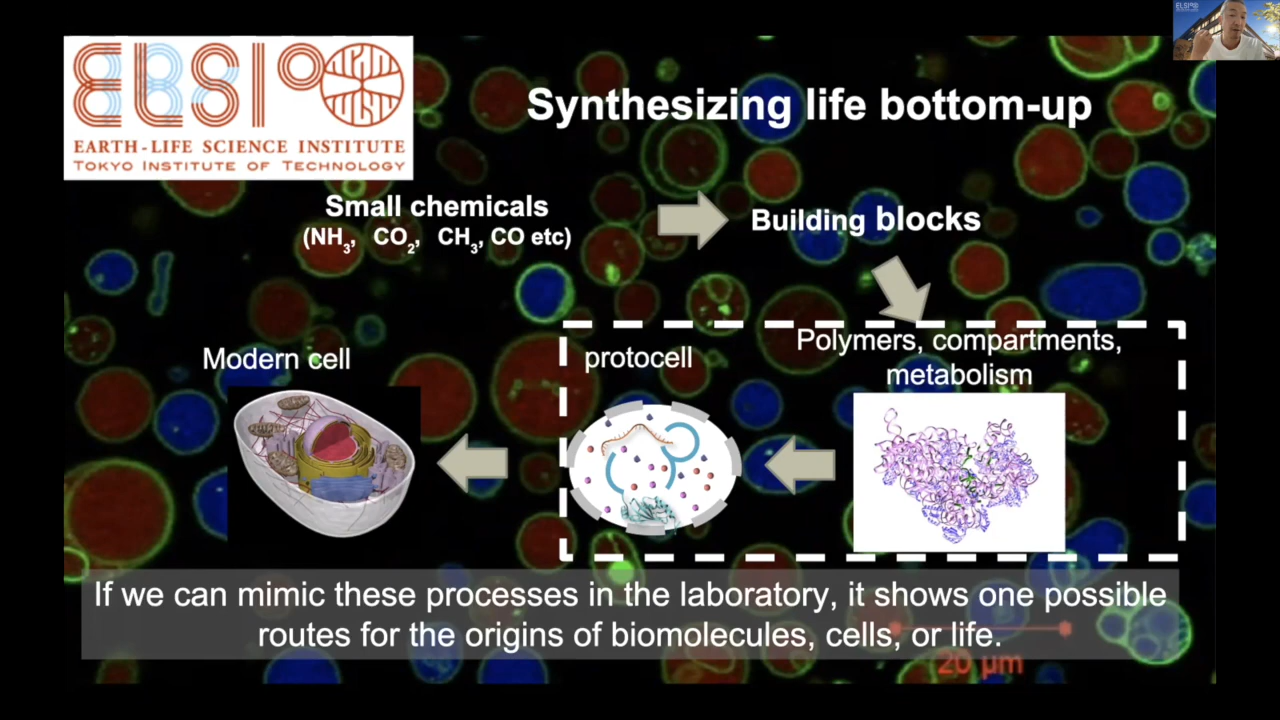 ELSI
EARTH-LIFE SCIENCE INSTITUTE
TOKYO INSTITUTE OF TECHNOLOGY
Synthesizing life bottom-up
Small chemicals
(NH₃, CO₂, CH₃, CO etc)
Building blocks
Modern cell
protocell
Polymers, compartments,
metabolism
If we can mimic these processes in the laboratory, it shows one possible
routes for the origins of biomolecules, cells, or life.
20 μm
ELSI